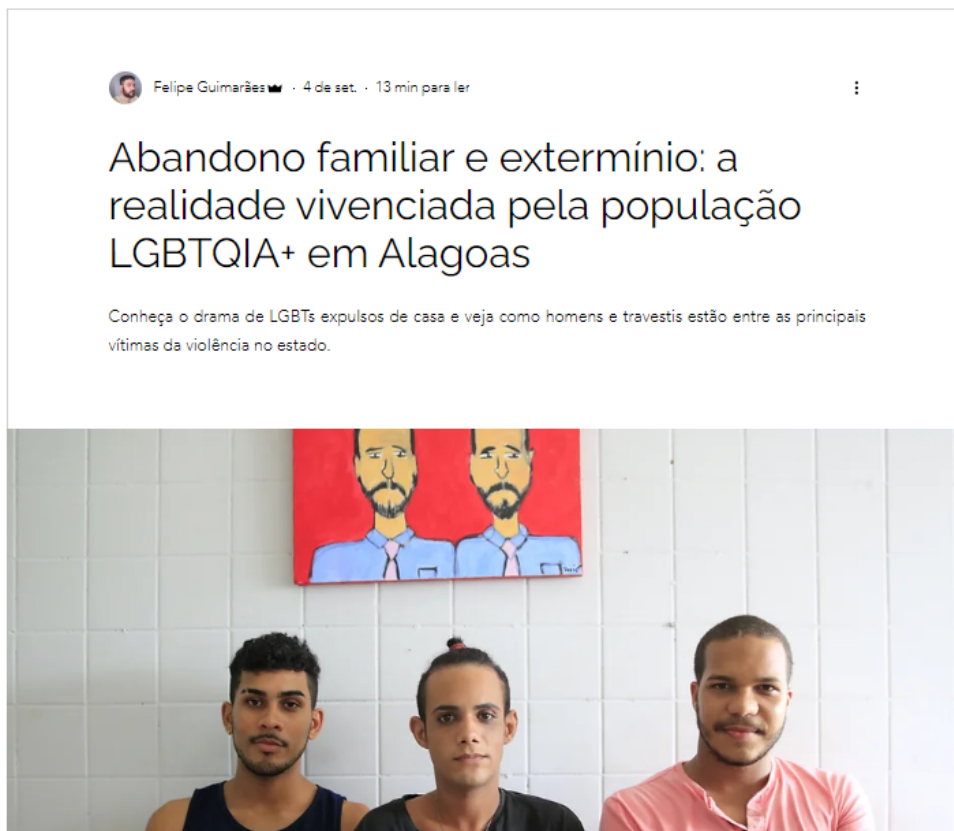 Felipe Guimarães · 4 de set. · 13 min para ler
Abandono familiar e extermínio: a
realidade vivenciada pela população
LGBTQIA+ em Alagoas
Conheça o drama de LGBTs expulsos de casa e veja como homens e travestis estão entre as principais
vítimas da violência no estado.